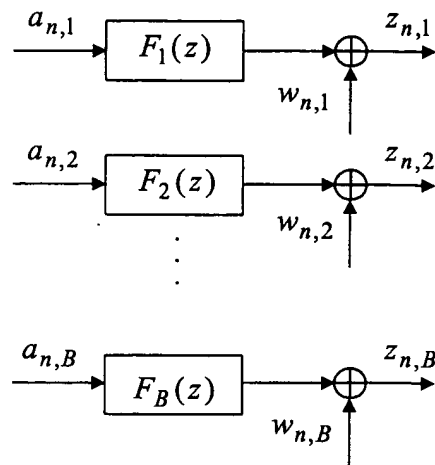 a_{n,1} F_1(z) z_{n,1}
w_{n,1}
a_{n,2} F_2(z) z_{n,2}
w_{n,2}
a_{n,B} F_B(z) z_{n,B}
w_{n,B}